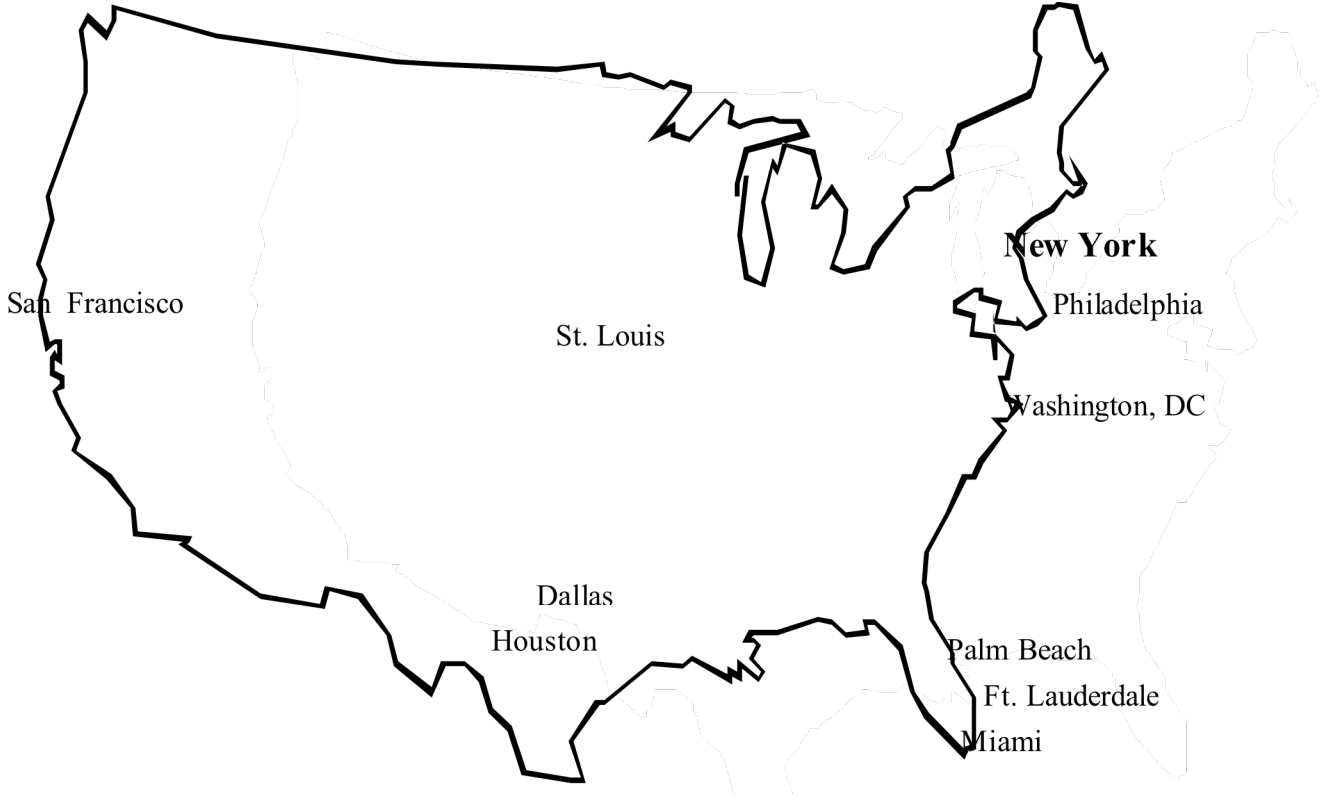 New York
San Francisco
Philadelphia
St. Louis
Washington, DC
Dallas
Houston
Palm Beach
Ft. Lauderdale
Miami